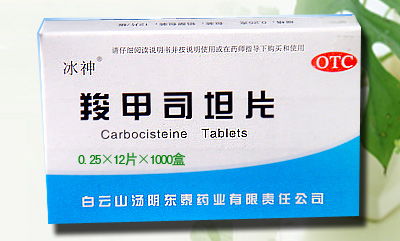 请仔细阅读说明书并按说明使用或在药师指导下购买和使用
冰神
OTC
羧甲司坦片
Carbocisteine Tablets
0.25×12片×1000盒
白云山汤阴东泰药业有限责任公司